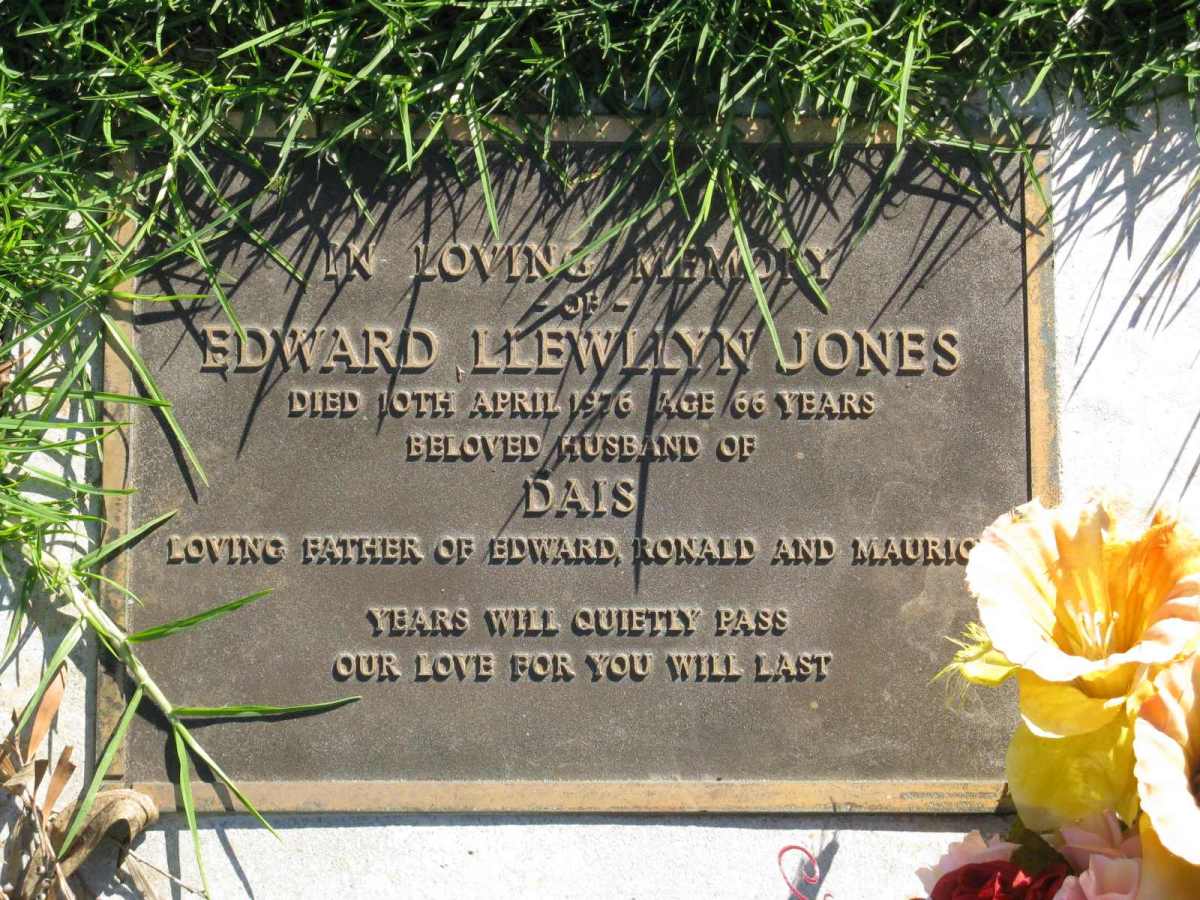 IN LOVING MEMORY
- OF -
EDWARD LLEWLLYN JONES
DIED 10TH APRIL 1976 AGE 66 YEARS
BELOVED HUSBAND OF
DAIS
LOVING FATHER OF EDWARD, RONALD AND
YEARS WILL QUIETLY PASS
OUR LOVE FOR YOU WILL LAST